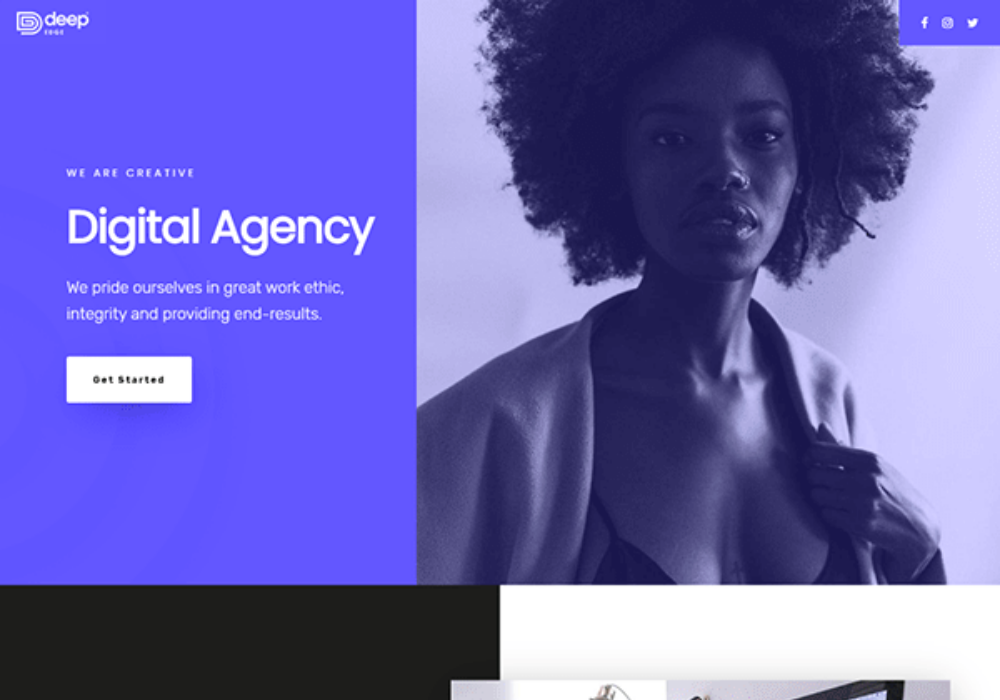 deep
EDGE
WE ARE CREATIVE
Digital Agency
We pride ourselves in great work ethic,
integrity and providing end-results.
Get Started